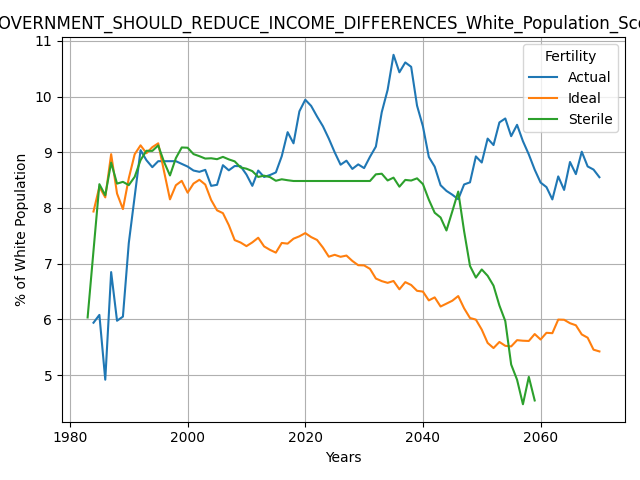 OVERNMENT_SHOULD_REDUCE_INCOME_DIFFERENCES_White_Population_Sco
11
10
9
8
7
6
5
% of White Population
1980
2000
2020
2040
2060
Years
Fertility
Actual
Ideal
Sterile